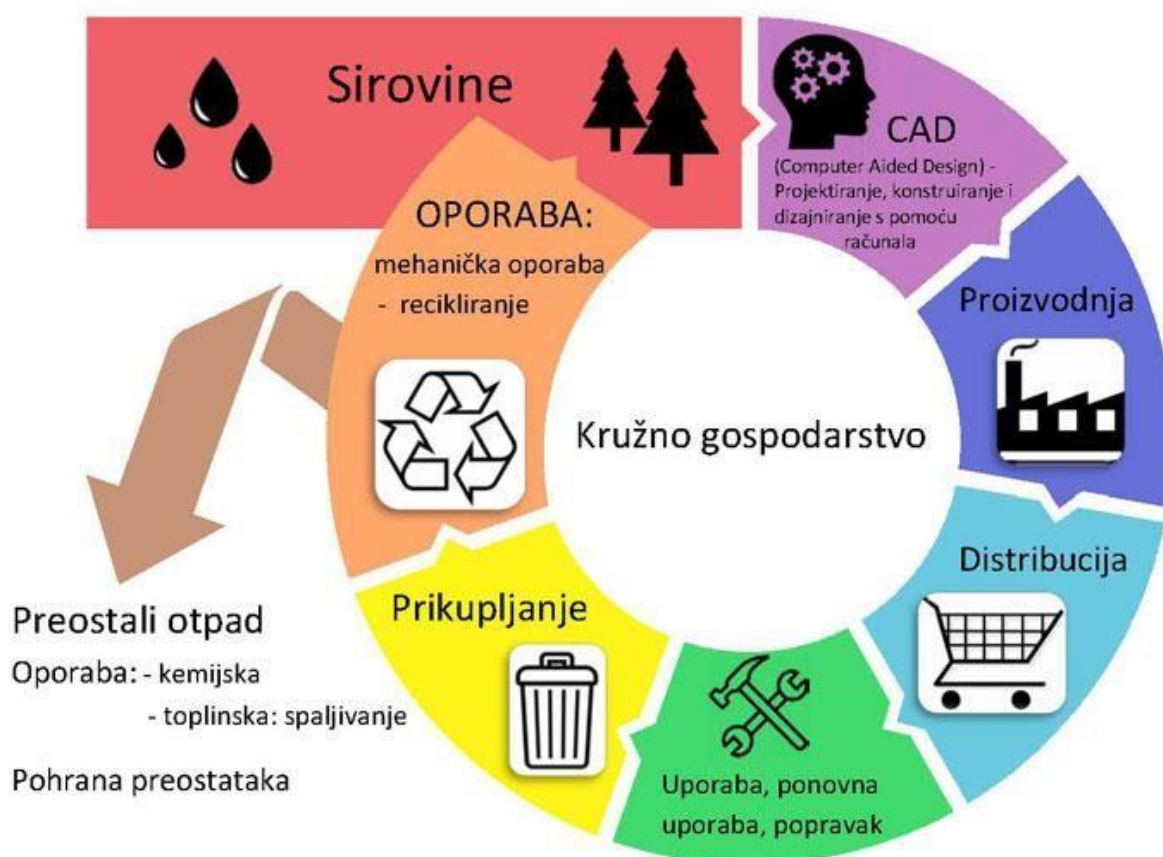 Sirovine
CAD
(Computer Aided Design) -
Projektiranje, konstruiranje i
dizajniranje s pomoću
računala
Proizvodnja
Distribucija
Uporaba, ponovna
uporaba, popravak
Prikupljanje
OPORABA:
mehanička oporaba
- recikliranje
Kružno gospodarstvo
Preostali otpad
Oporaba: - kemijska
- toplinska: spaljivanje
Pohrana preostataka